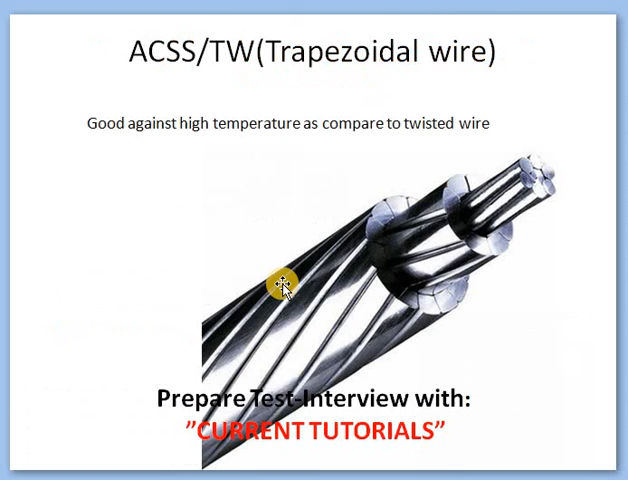 ACSS/TW(Trapezoidal wire)
Good against high temperature as compare to twisted wire
Prepare Test-Interview with:
”CURRENT TUTORIALS”